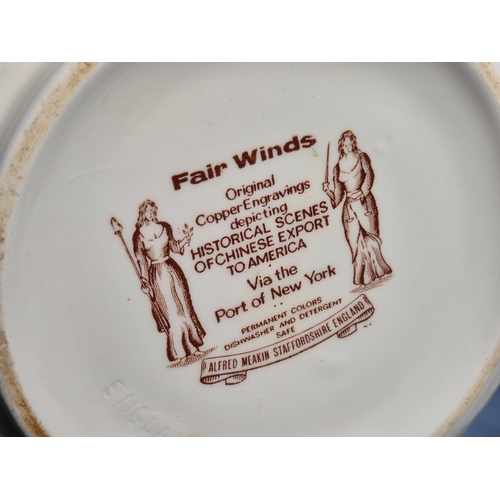 Fair Winds
Original
Copper Engravings
depicting
HISTORICAL SCENES
OF CHINESE EXPORT
TO AMERICA
Via the
Port of New York
PERMANENT COLORS
DISHWASHER AND DETERGENT
SAFE
ALFRED MEAKIN STAFFORDSHIRE ENGLAND